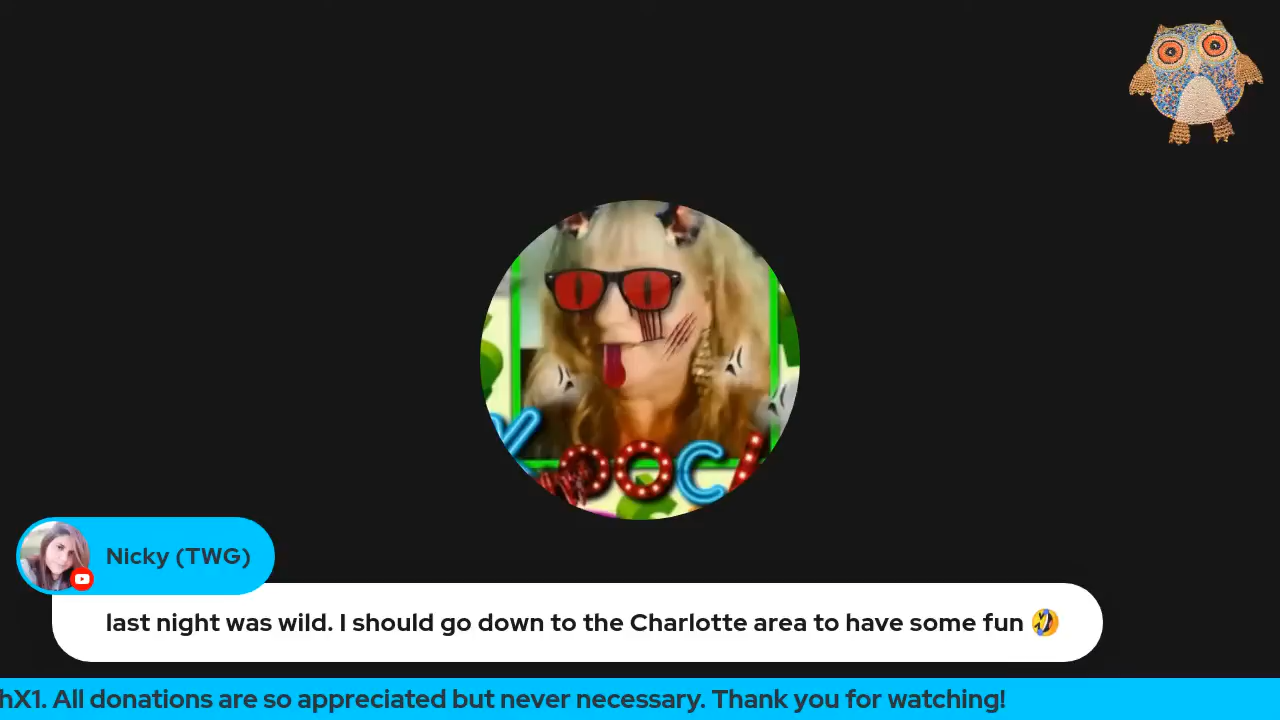 KOOCH
Nicky (TWG)
last night was wild. I should go down to the Charlotte area to have some fun 🤣
hX1. All donations are so appreciated but never necessary. Thank you for watching!